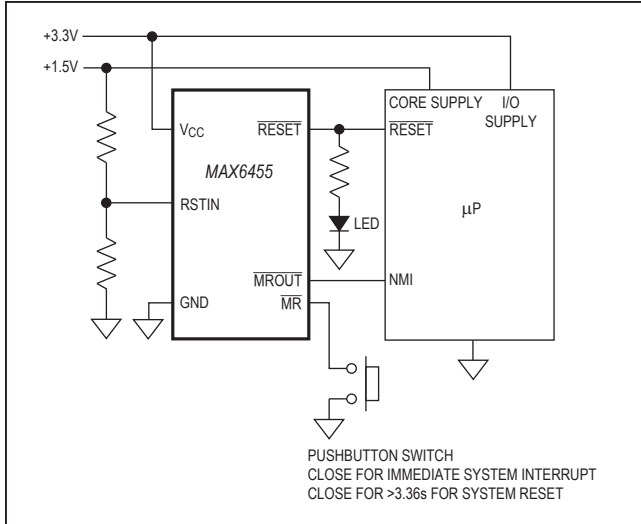 +3.3V
+1.5V
CORE SUPPLY
I/O
SUPPLY
VCC
RESET
RESET
MAX6455
RSTIN
LED
µP
MROUT
NMI
GND
MR
PUSHBUTTON SWITCH
CLOSE FOR IMMEDIATE SYSTEM INTERRUPT
CLOSE FOR >3.36s FOR SYSTEM RESET